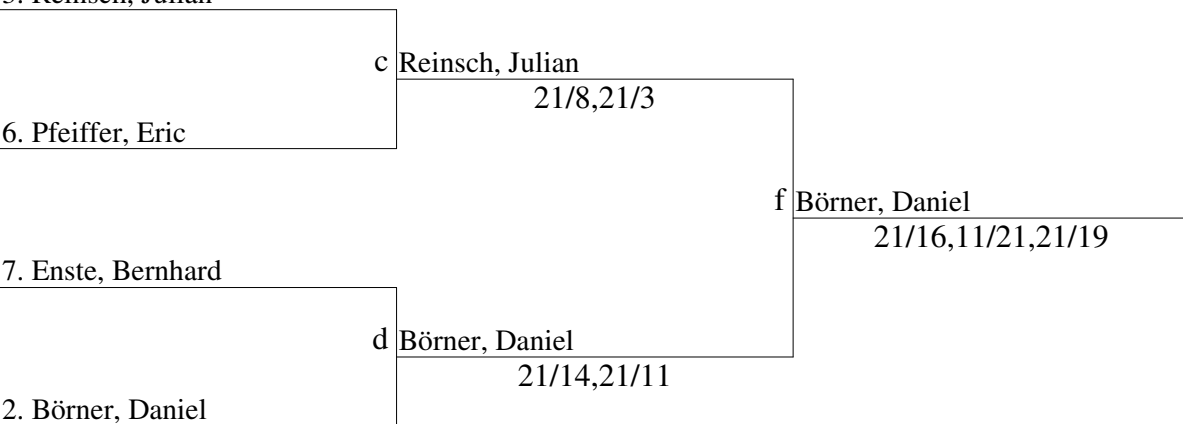 c Reinsch, Julian
21/8,21/3
6. Pfeiffer, Eric
f Börner, Daniel
21/16,11/21,21/19
7. Enste, Bernhard
d Börner, Daniel
21/14,21/11
2. Börner, Daniel